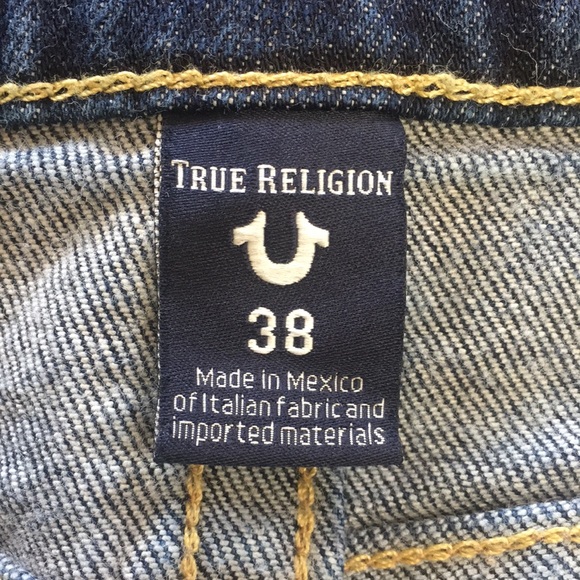 TRUE RELIGION
38
Made in Mexico
of Italian fabric and
imported materials